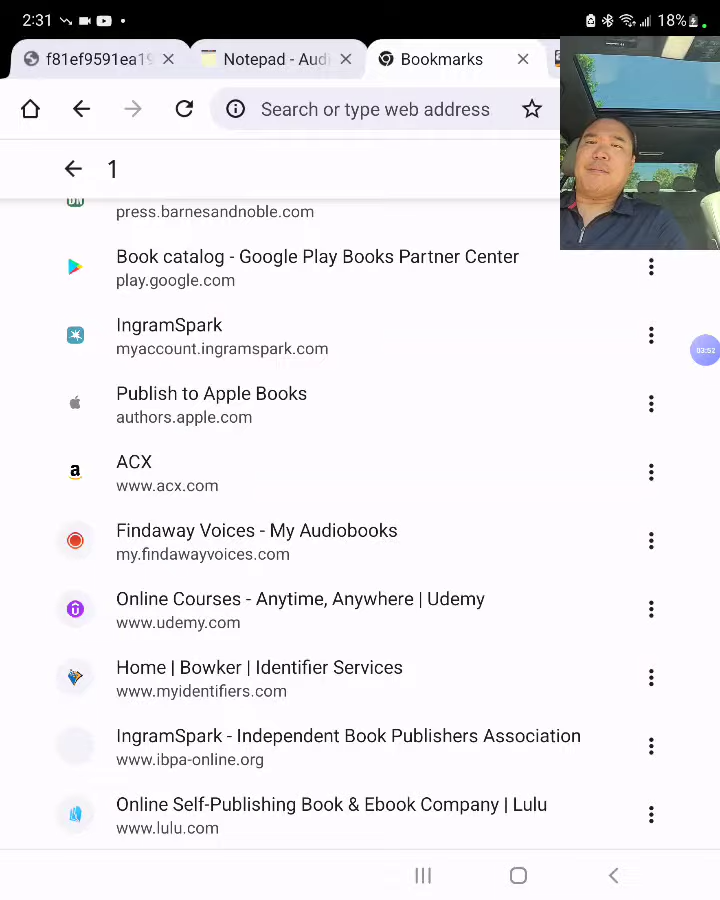 2:31
18%
f81ef9591ea19
Notepad - Audi
Bookmarks
Search or type web address
1
press.barnesandnoble.com
Book catalog - Google Play Books Partner Center
play.google.com
IngramSpark
myaccount.ingramspark.com
03:52
Publish to Apple Books
authors.apple.com
ACX
www.acx.com
Findaway Voices - My Audiobooks
my.findawayvoices.com
Online Courses - Anytime, Anywhere | Udemy
www.udemy.com
Home | Bowker | Identifier Services
www.myidentifiers.com
IngramSpark - Independent Book Publishers Association
www.ibpa-online.org
Online Self-Publishing Book & Ebook Company | Lulu
www.lulu.com